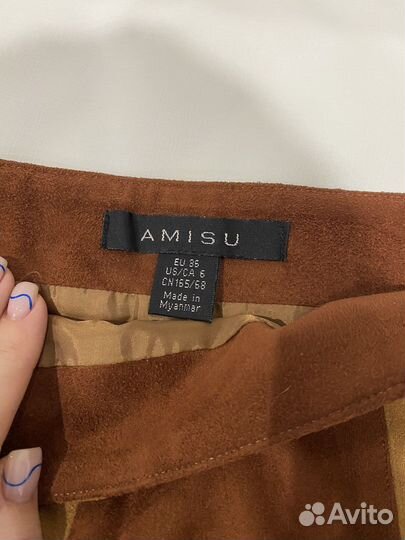 AMISU
EU 36
US/CA 6
CN165/68
Made in
Myanmar
Avito